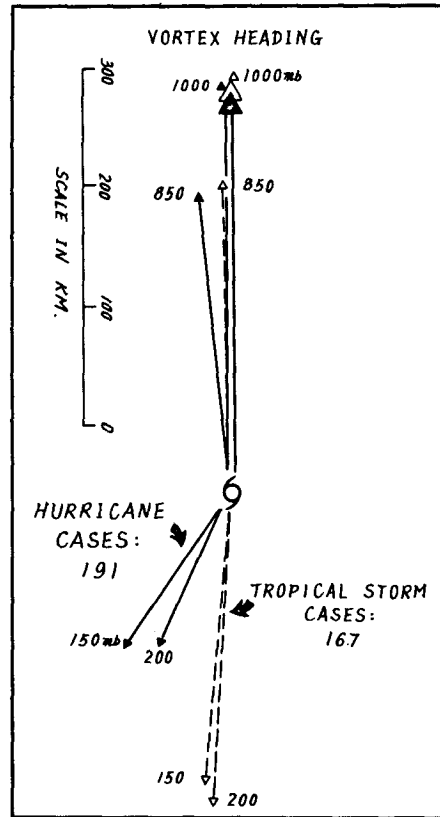 VORTEX HEADING
300
1000
1000mb
200
850
850
SCALE IN KM.
100
0
HURRICANE
CASES:
191
TROPICAL STORM
CASES:
167
150mb
200
150
200